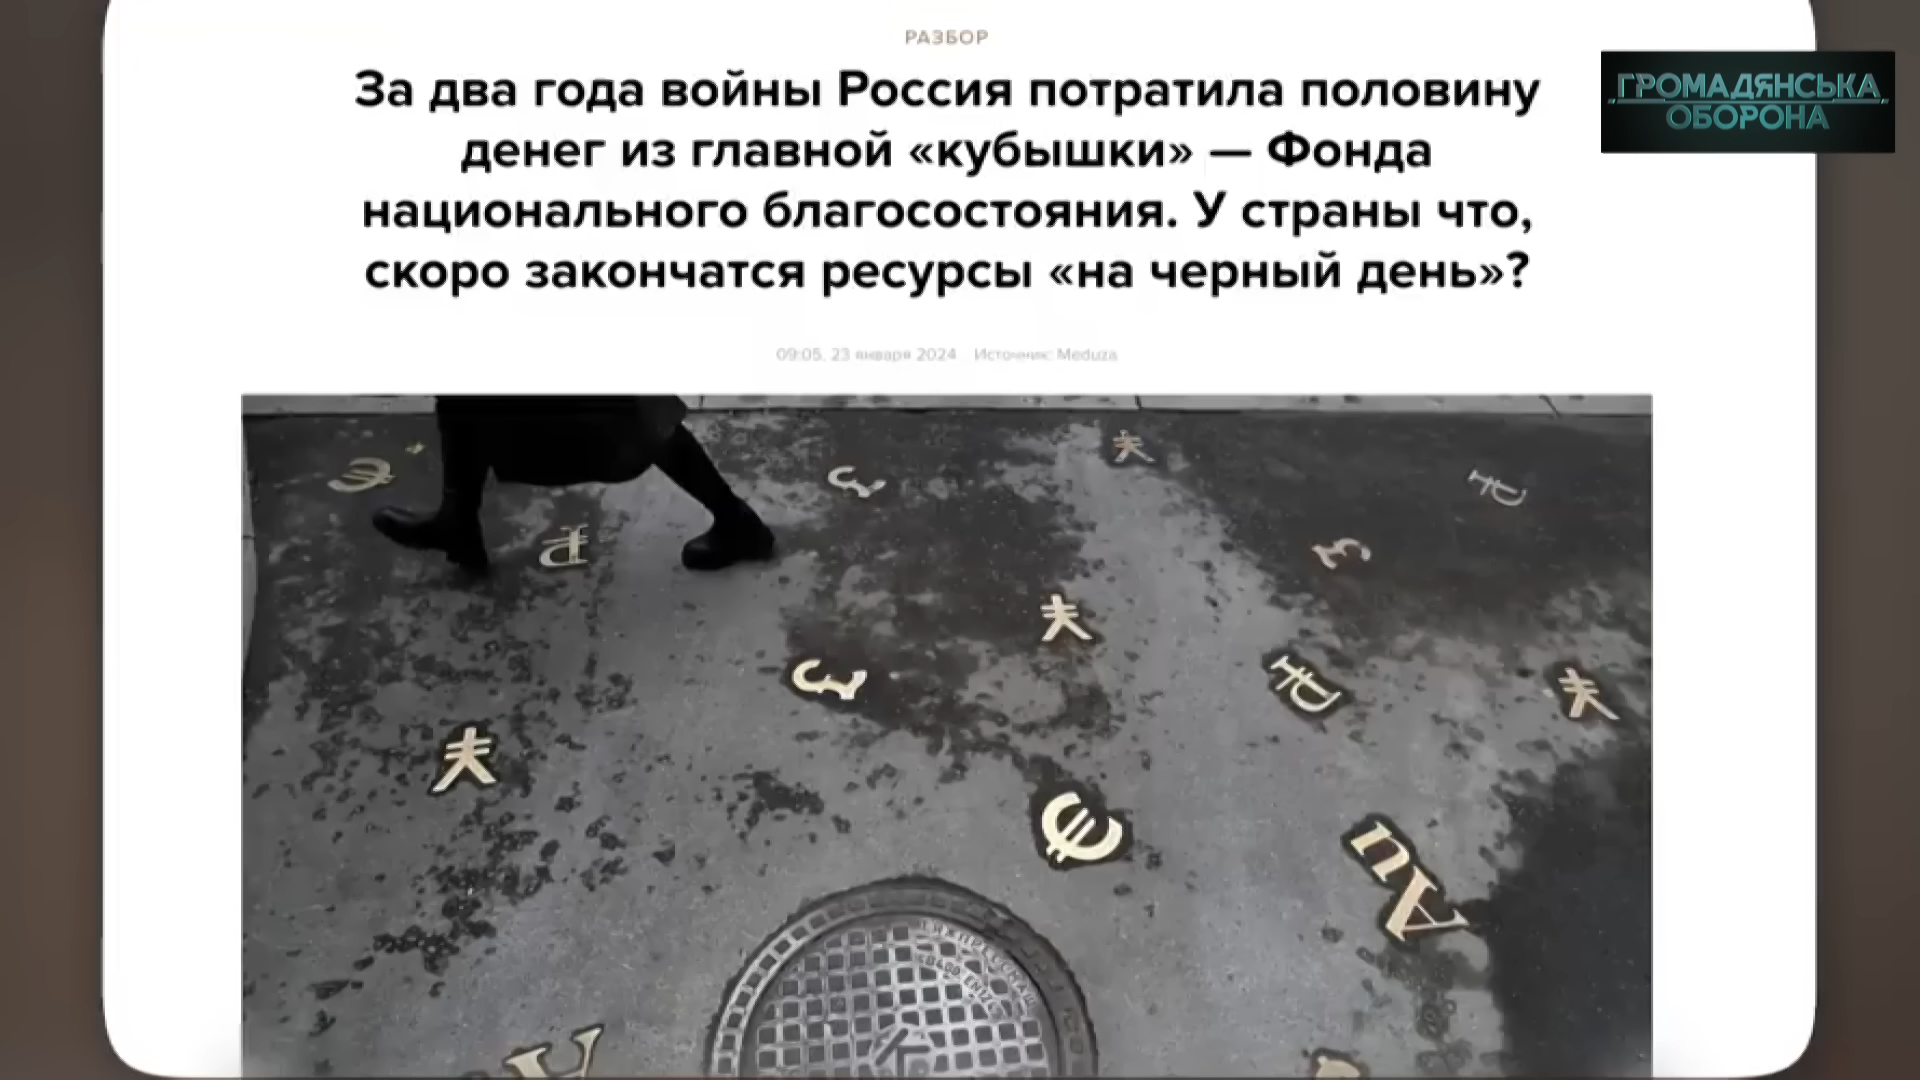 РАЗБОР
За два года войны Россия потратила половину
денег из главной «кубышки» — Фонда
национального благосостояния. У страны что,
скоро закончатся ресурсы «на черный день»?
09:05, 23 января 2024 Источник: Meduza
ГРОМАДЯНСЬКА
ОБОРОНА